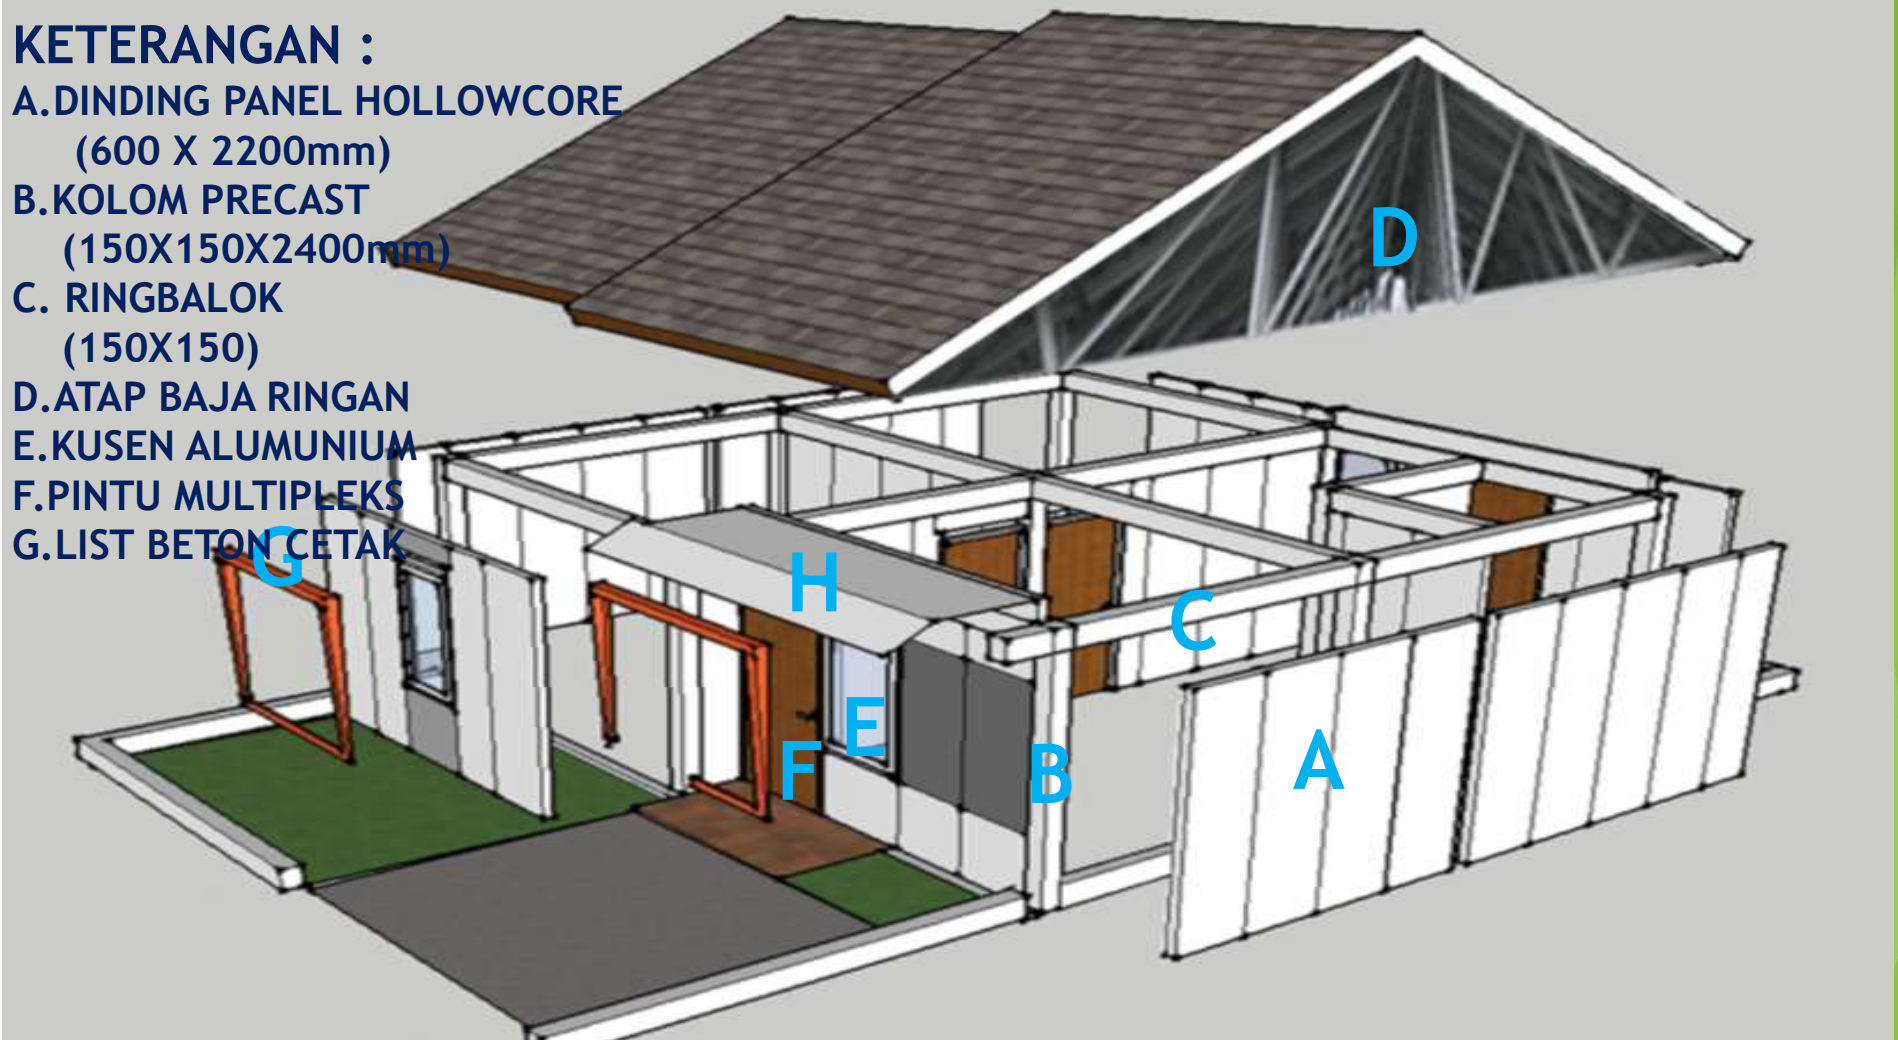 KETERANGAN :
A.DINDING PANEL HOLLOWCORE
(600 X 2200mm)
B.KOLOM PRECAST
(150X150X2400mm)
C. RINGBALOK
(150X150)
D.ATAP BAJA RINGAN
E.KUSEN ALUMUNIUM
F.PINTU MULTIPLEKS
G.LIST BETON CETAK
D
G
H
C
E
F
B
A